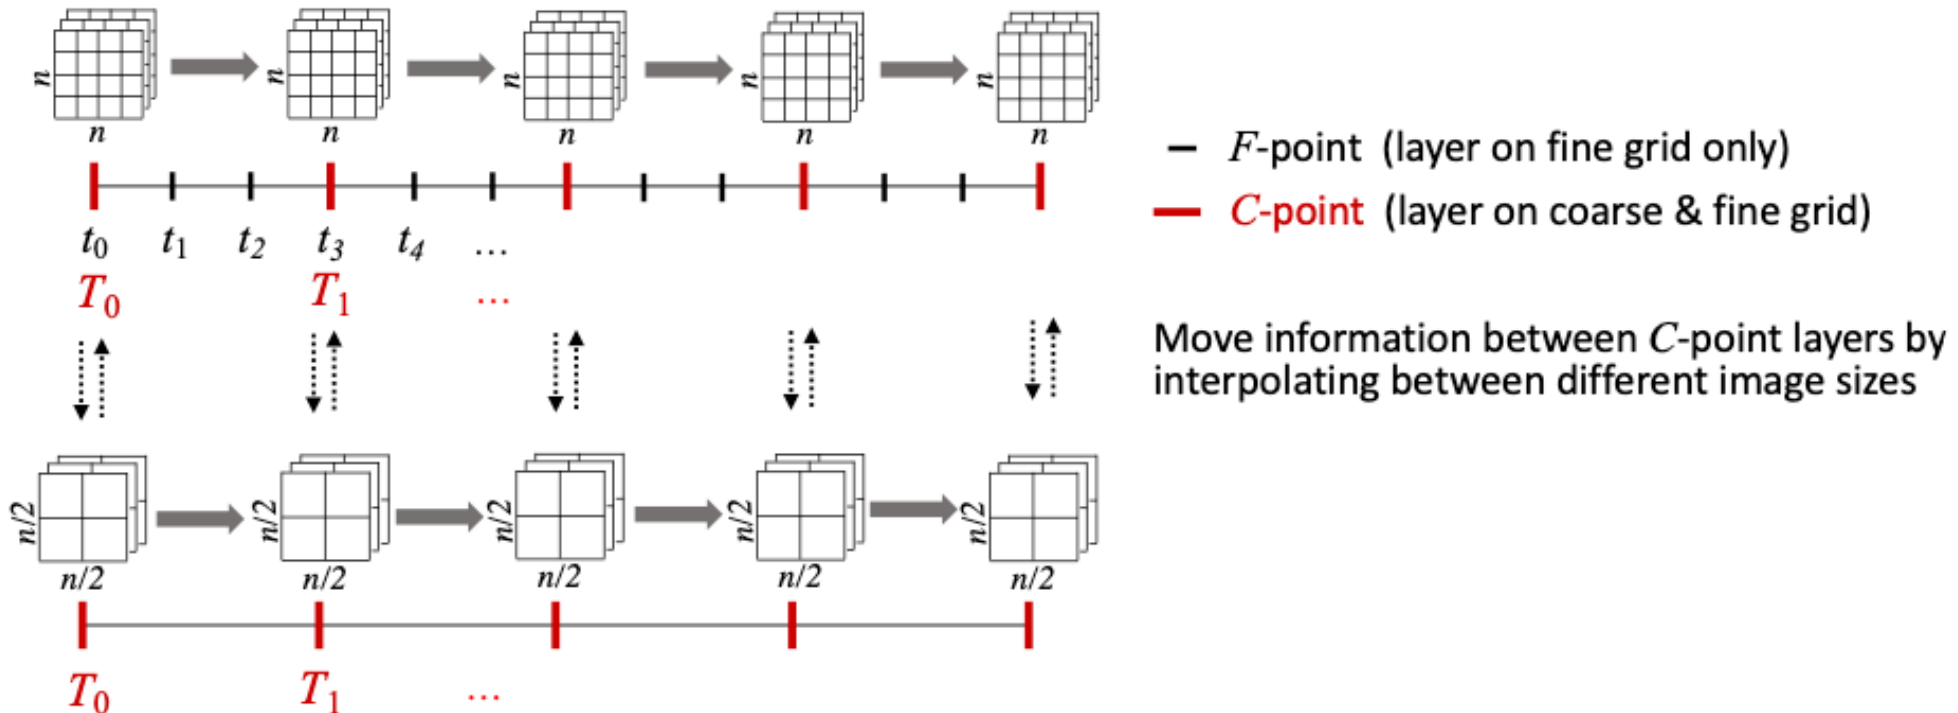 n n n n n
n n n n n
t₀ t₁ t₂ t₃ t₄ ...
T₀ T₁ ...
F-point (layer on fine grid only)
C-point (layer on coarse & fine grid)
Move information between C-point layers by
interpolating between different image sizes
n/2 n/2 n/2 n/2 n/2
n/2 n/2 n/2 n/2 n/2
T₀ T₁ ...